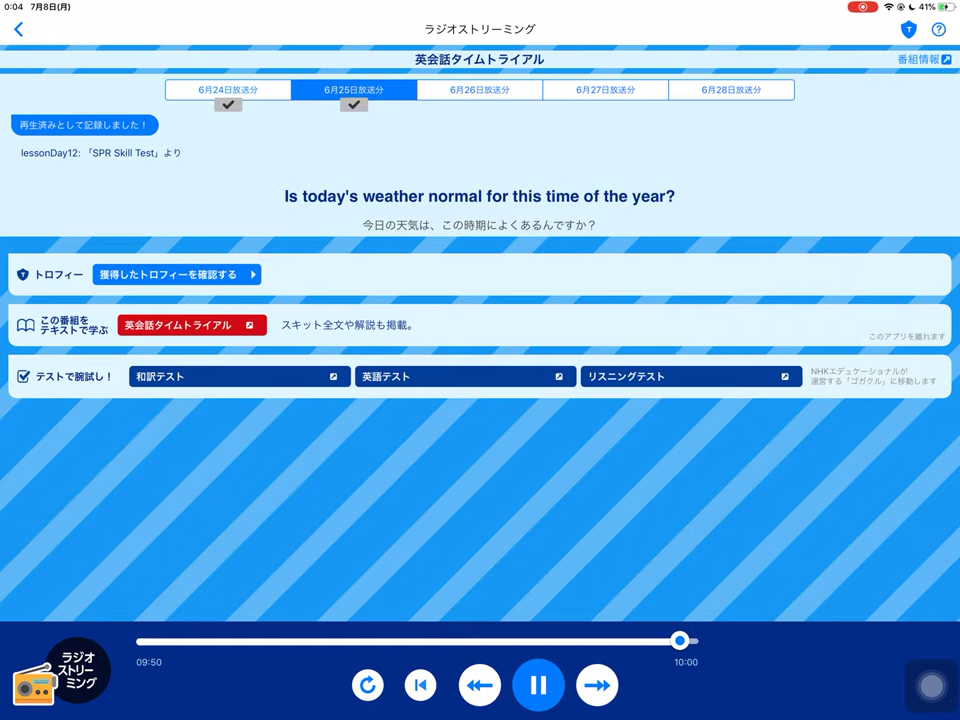 0:04 7月8日(月)
41%
ラジオストリーミング
英会話タイムトライアル
番組情報
6月24日放送分
6月25日放送分
6月26日放送分
6月27日放送分
6月28日放送分
再生済みとして記録しました！
lessonDay12: 「SPR Skill Test」より
Is today's weather normal for this time of the year?
今日の天気は、この時期によくあるんですか？
トロフィー
獲得したトロフィーを確認する
この番組を
テキストで学ぶ
英会話タイムトライアル
スキット全文や解説も掲載。
このアプリを離れます
テストで腕試し！
和訳テスト
英語テスト
リスニングテスト
NHKエデュケーショナルが
運営する「ゴガクル」に移動します
ラジオ
ストリー
ミング
09:50
10:00